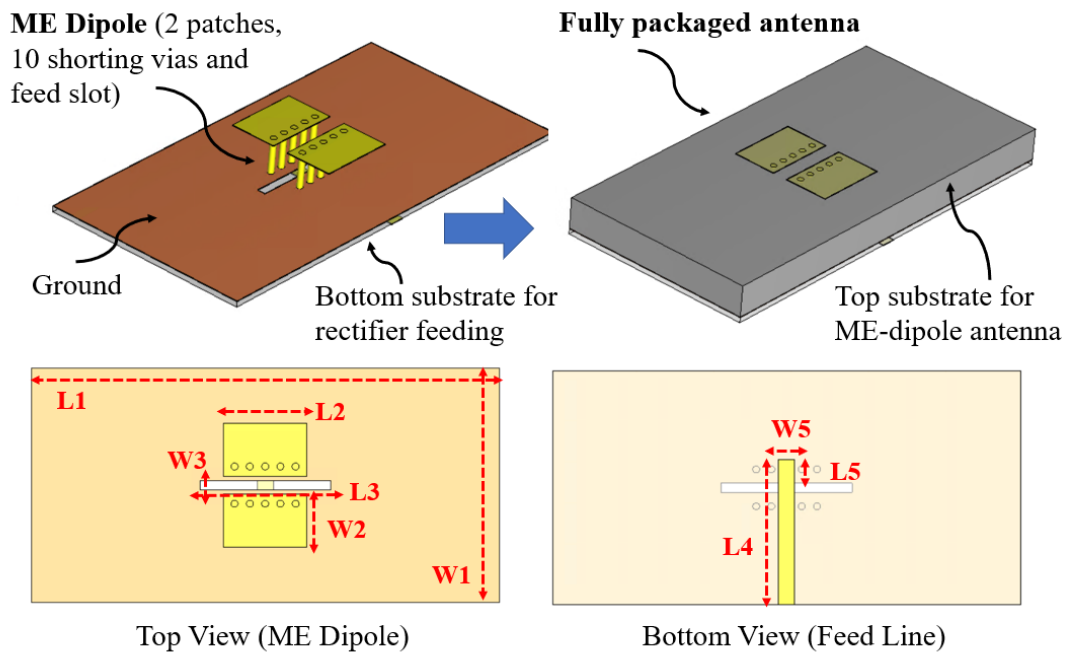 ME Dipole (2 patches,
10 shorting vias and
feed slot)
Fully packaged antenna
Ground
Bottom substrate for
rectifier feeding
Top substrate for
ME-dipole antenna
L1
L2
W3
L3
W2
W1
Top View (ME Dipole)
W5
L5
L4
Bottom View (Feed Line)